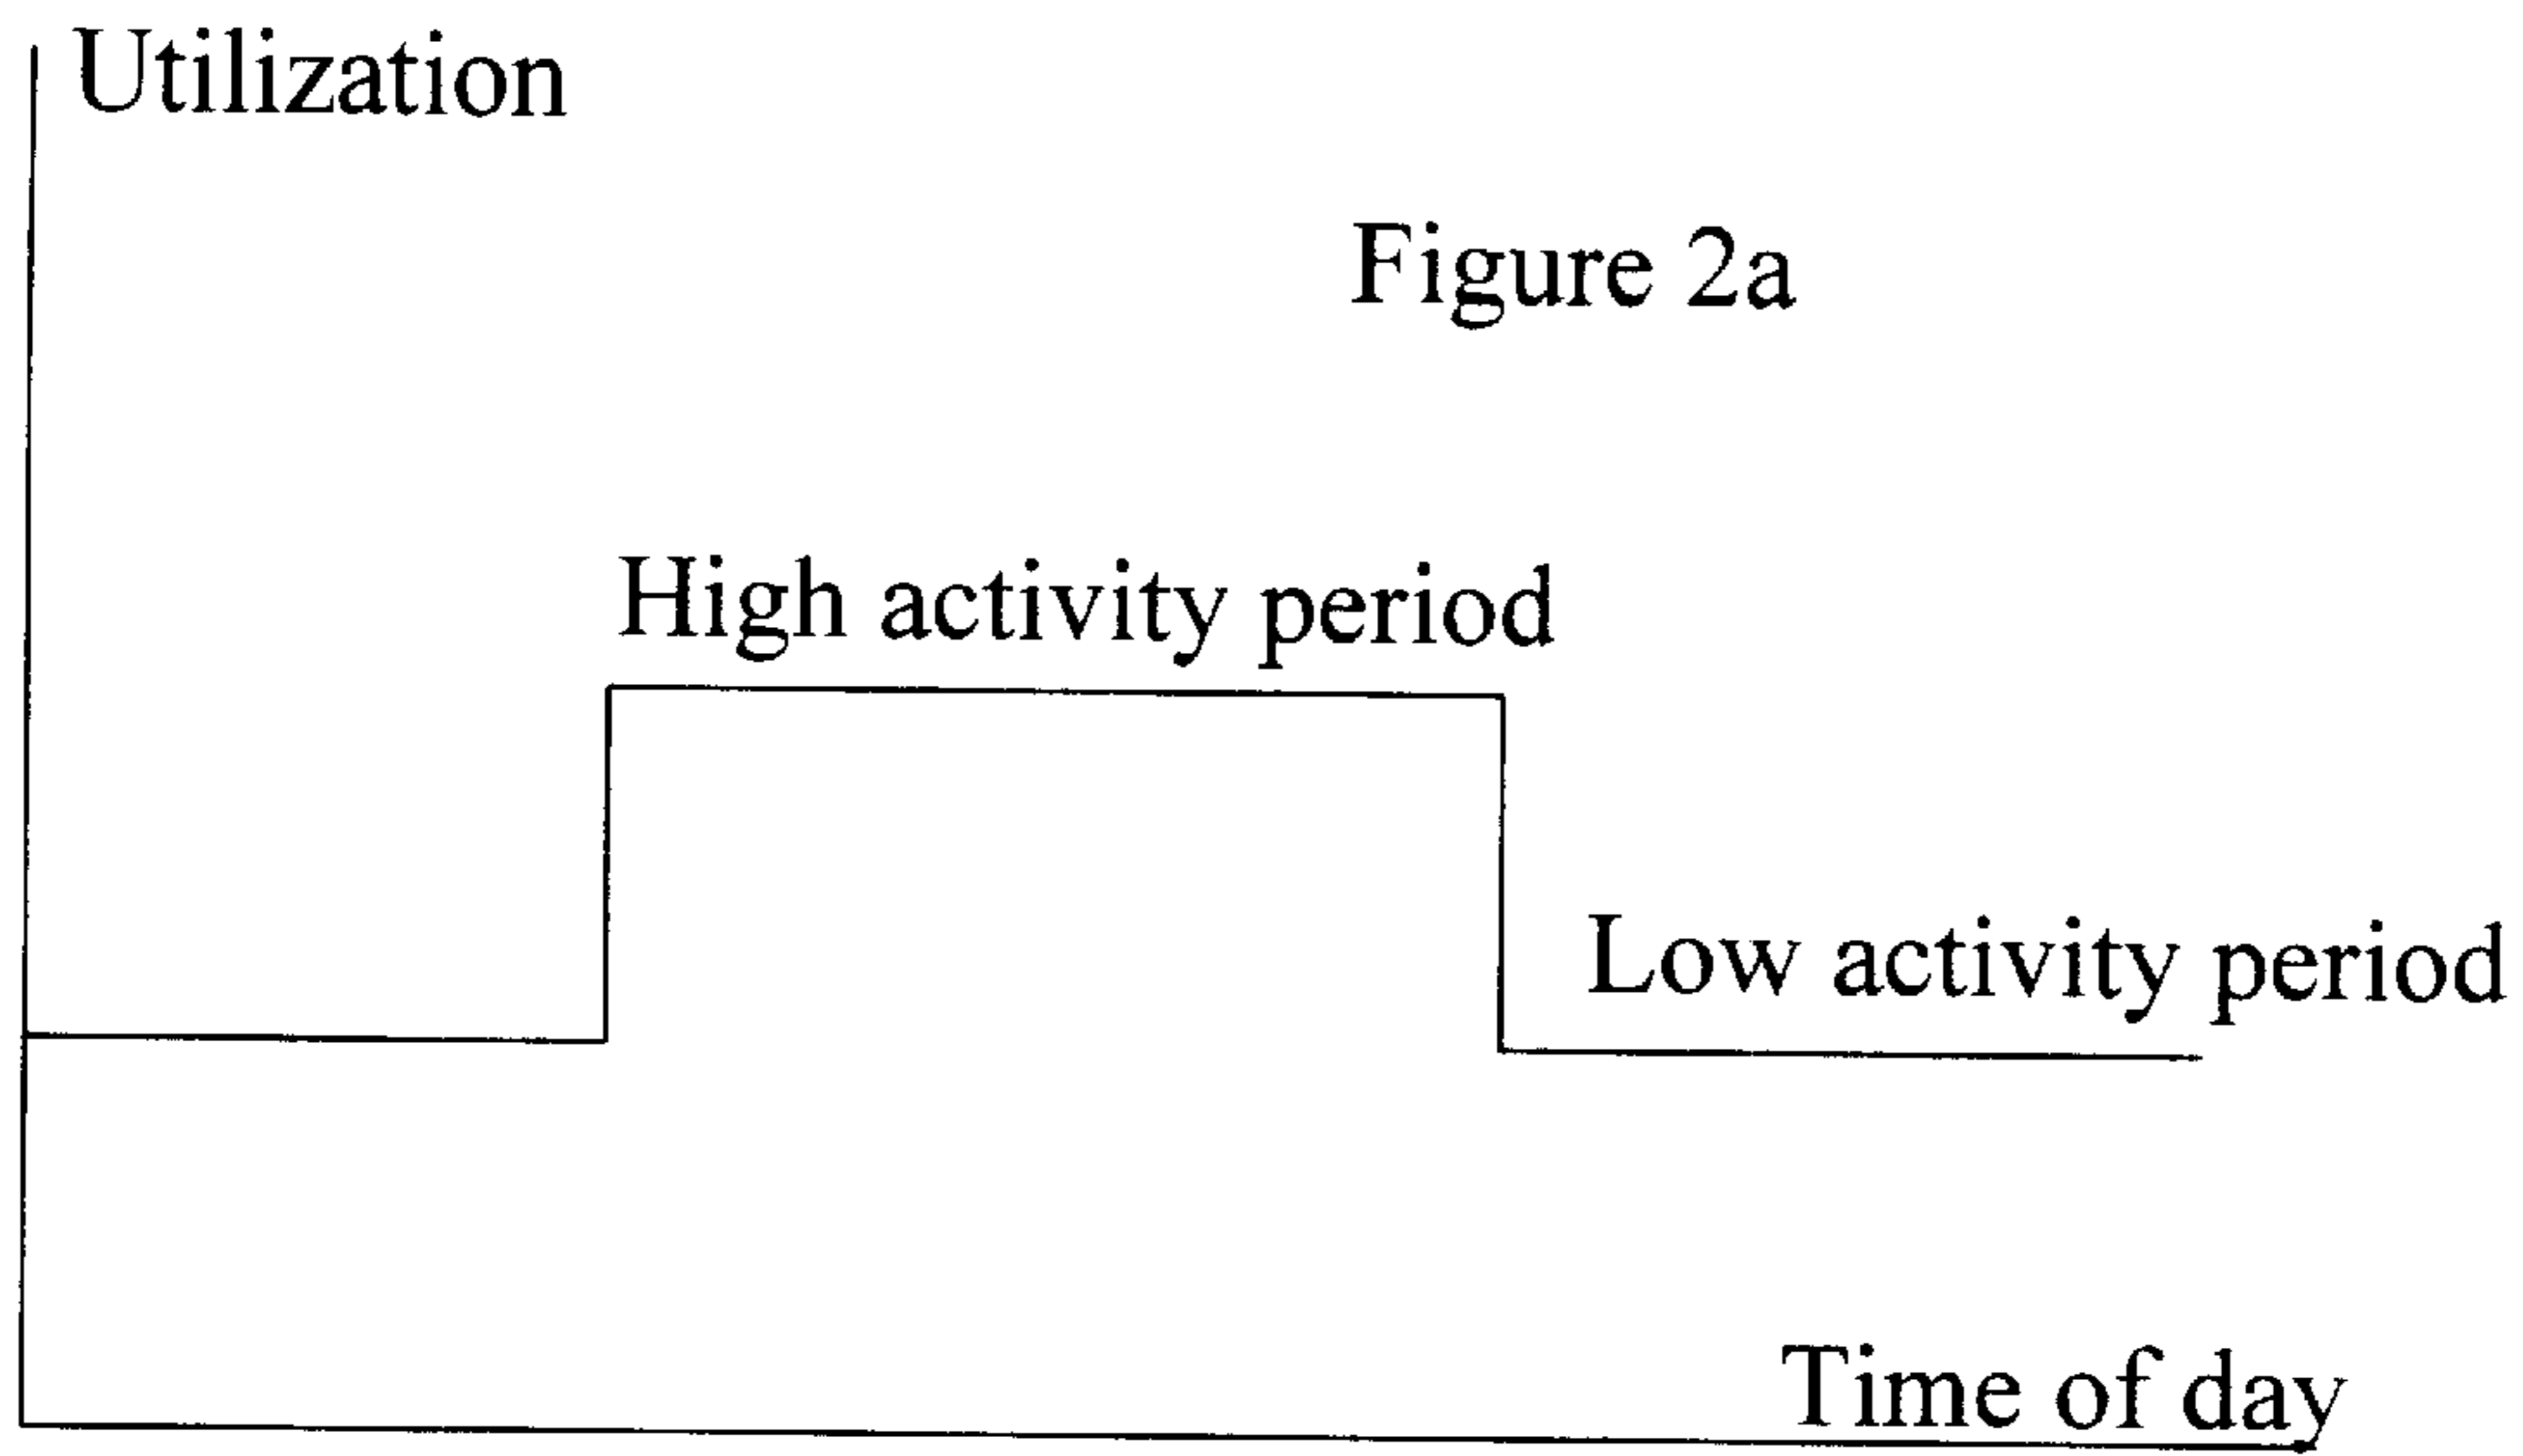 Utilization
Figure 2a
High activity period
Low activity period
Time of day